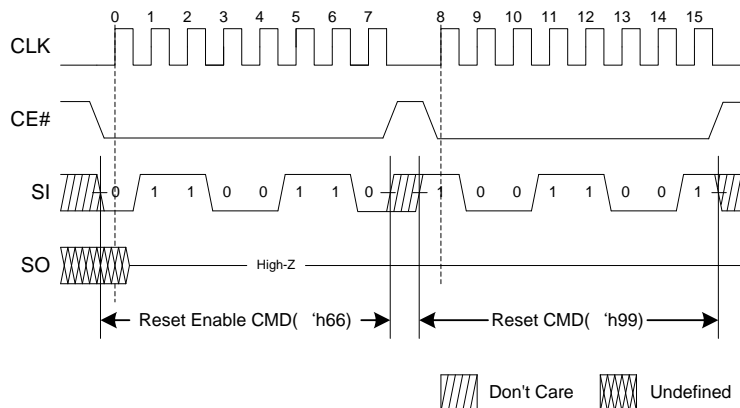 0 1 2 3 4 5 6 7 8 9 10 11 12 13 14 15
CLK
CE#
SI 0 1 1 0 0 1 1 0 1 0 0 1 1 0 0 1
SO High-Z
Reset Enable CMD( ‘h66) Reset CMD( ‘h99)
Don't Care Undefined